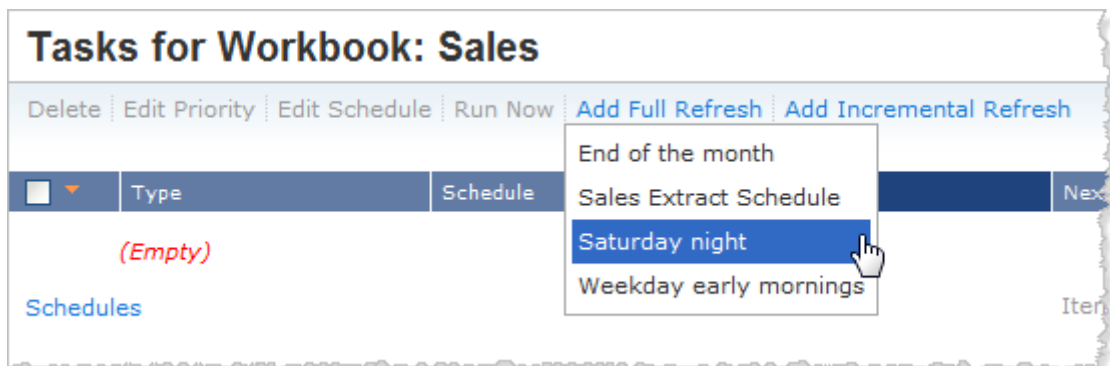 Tasks for Workbook: Sales
Delete Edit Priority Edit Schedule Run Now Add Full Refresh Add Incremental Refresh
End of the month
Type Schedule Sales Extract Schedule
(Empty) Saturday night
Weekday early mornings
Schedules